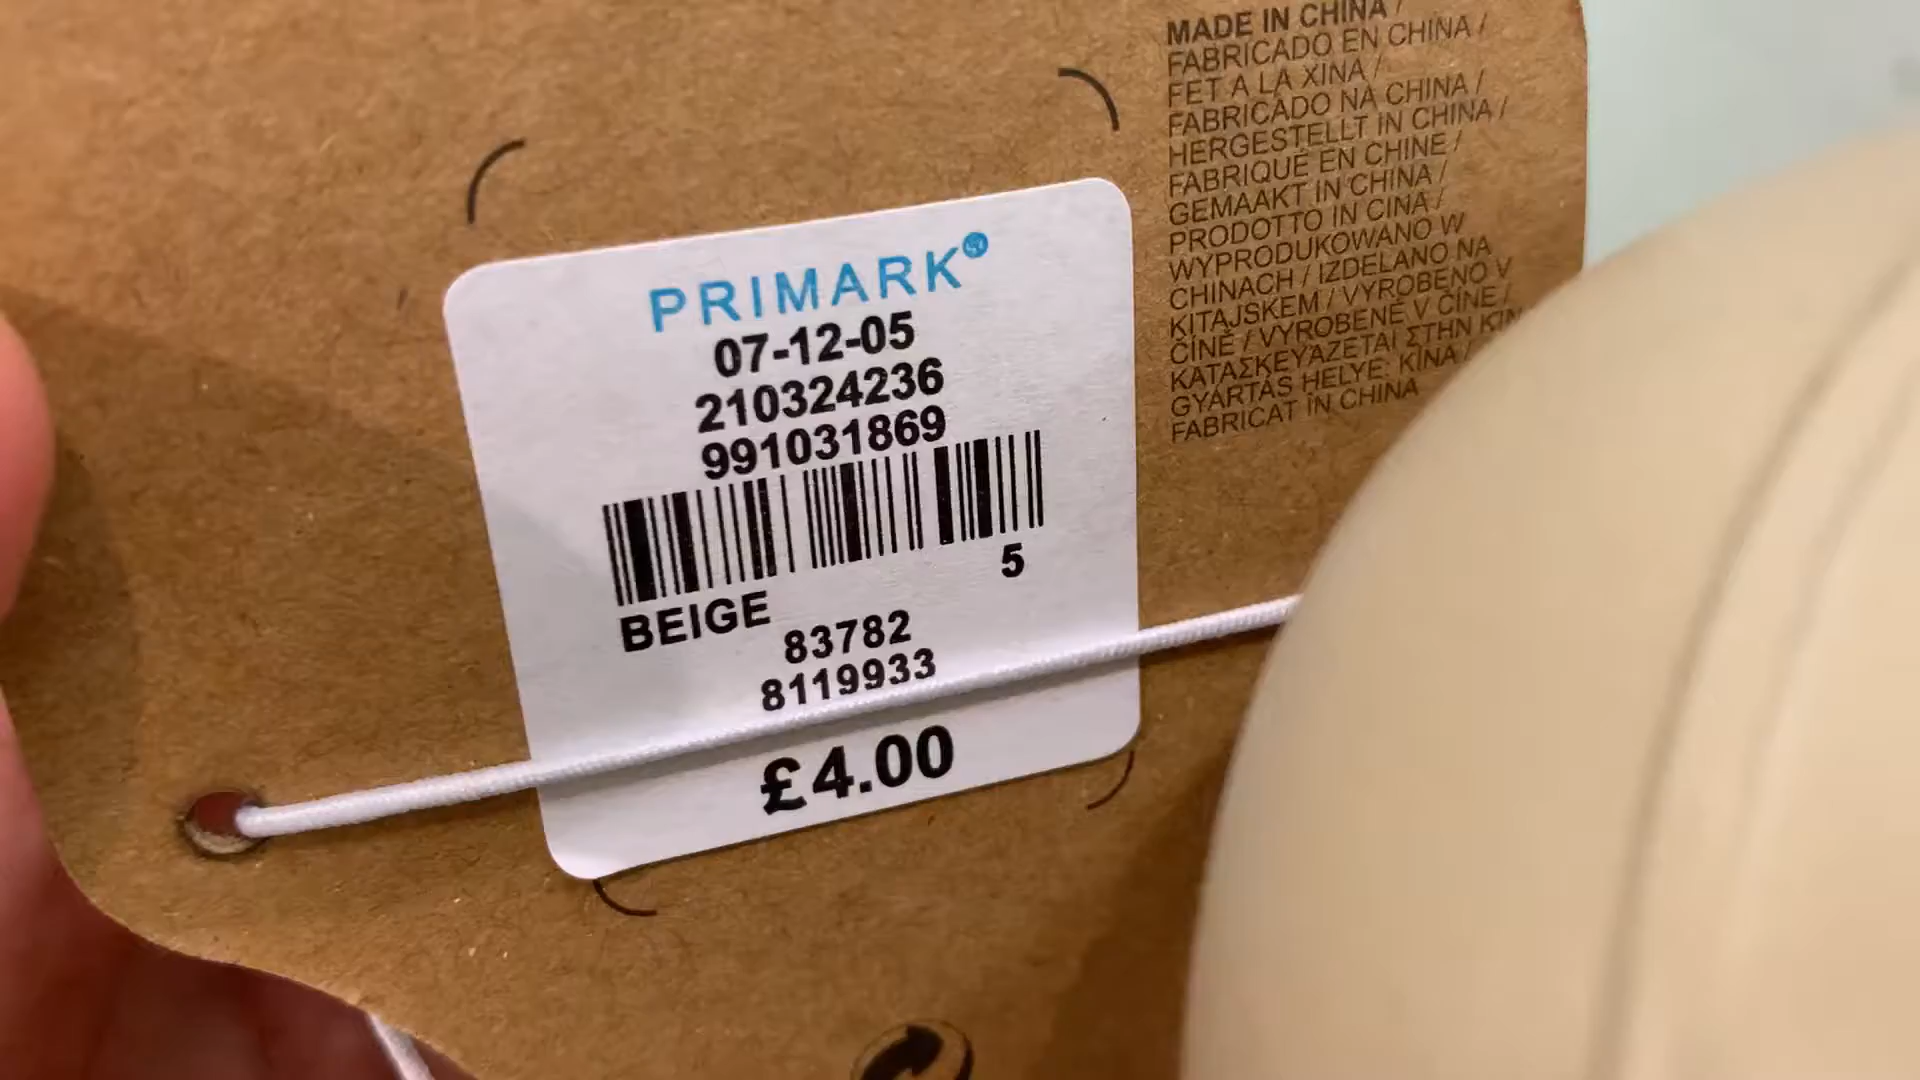 PRIMARK
07-12-05
210324236
991031869
5
BEIGE
83782
8119933
£4.00
MADE IN CHINA /
FABRICADO EN CHINA /
FET A LA XINA /
FABRICADO NA CHINA /
HERGESTELLT IN CHINA /
FABRIQUÉ EN CHINE /
GEMAAKT IN CHINA /
PRODOTTO IN CINA /
WYPRODUKOWANO W
CHINACH / IZDELANO NA
KITAJSKEM / VYROBENO V
ČÍNĚ / VYROBENÉ V ČÍNE /
ΚΑΤΑΣΚΕΥΆΖΕΤΑΙ ΣΤΗΝ
GYÁRTÁS HELYE: KÍNA /
FABRICAT ÎN CHINA